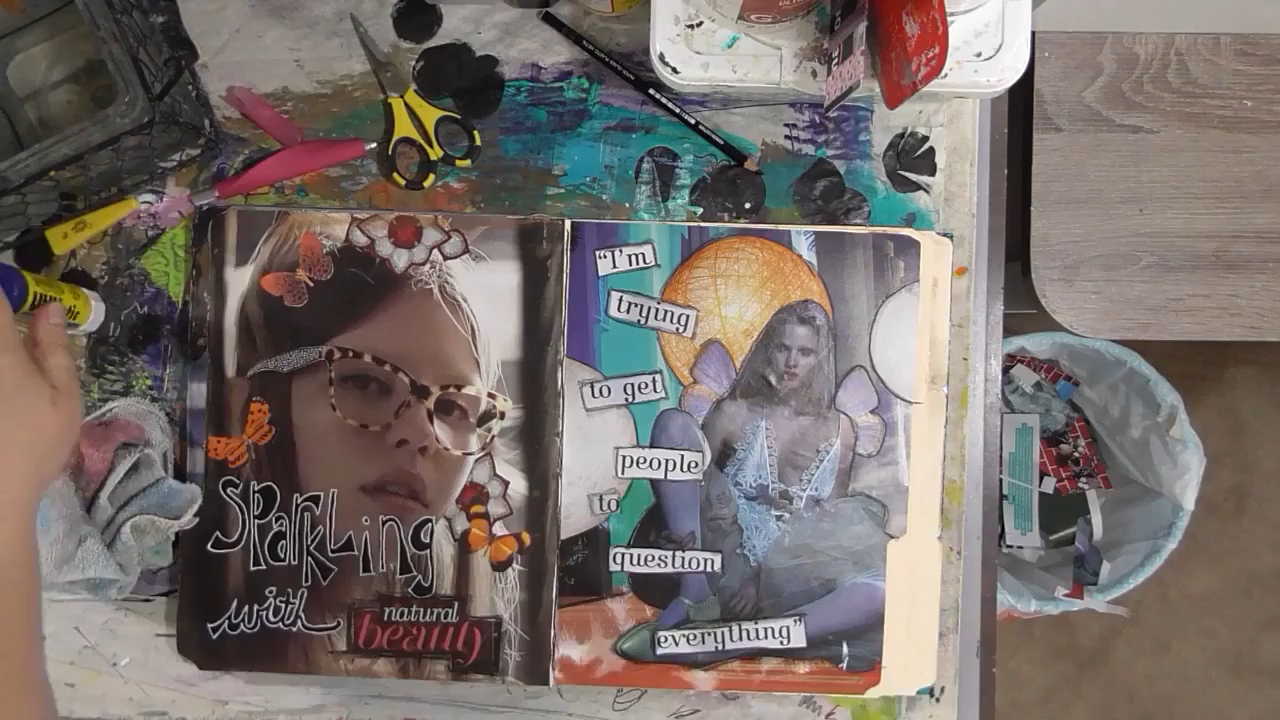 SPARKLING
with
natural
beauty
"I'm
trying
to get
people
to
question
everything"